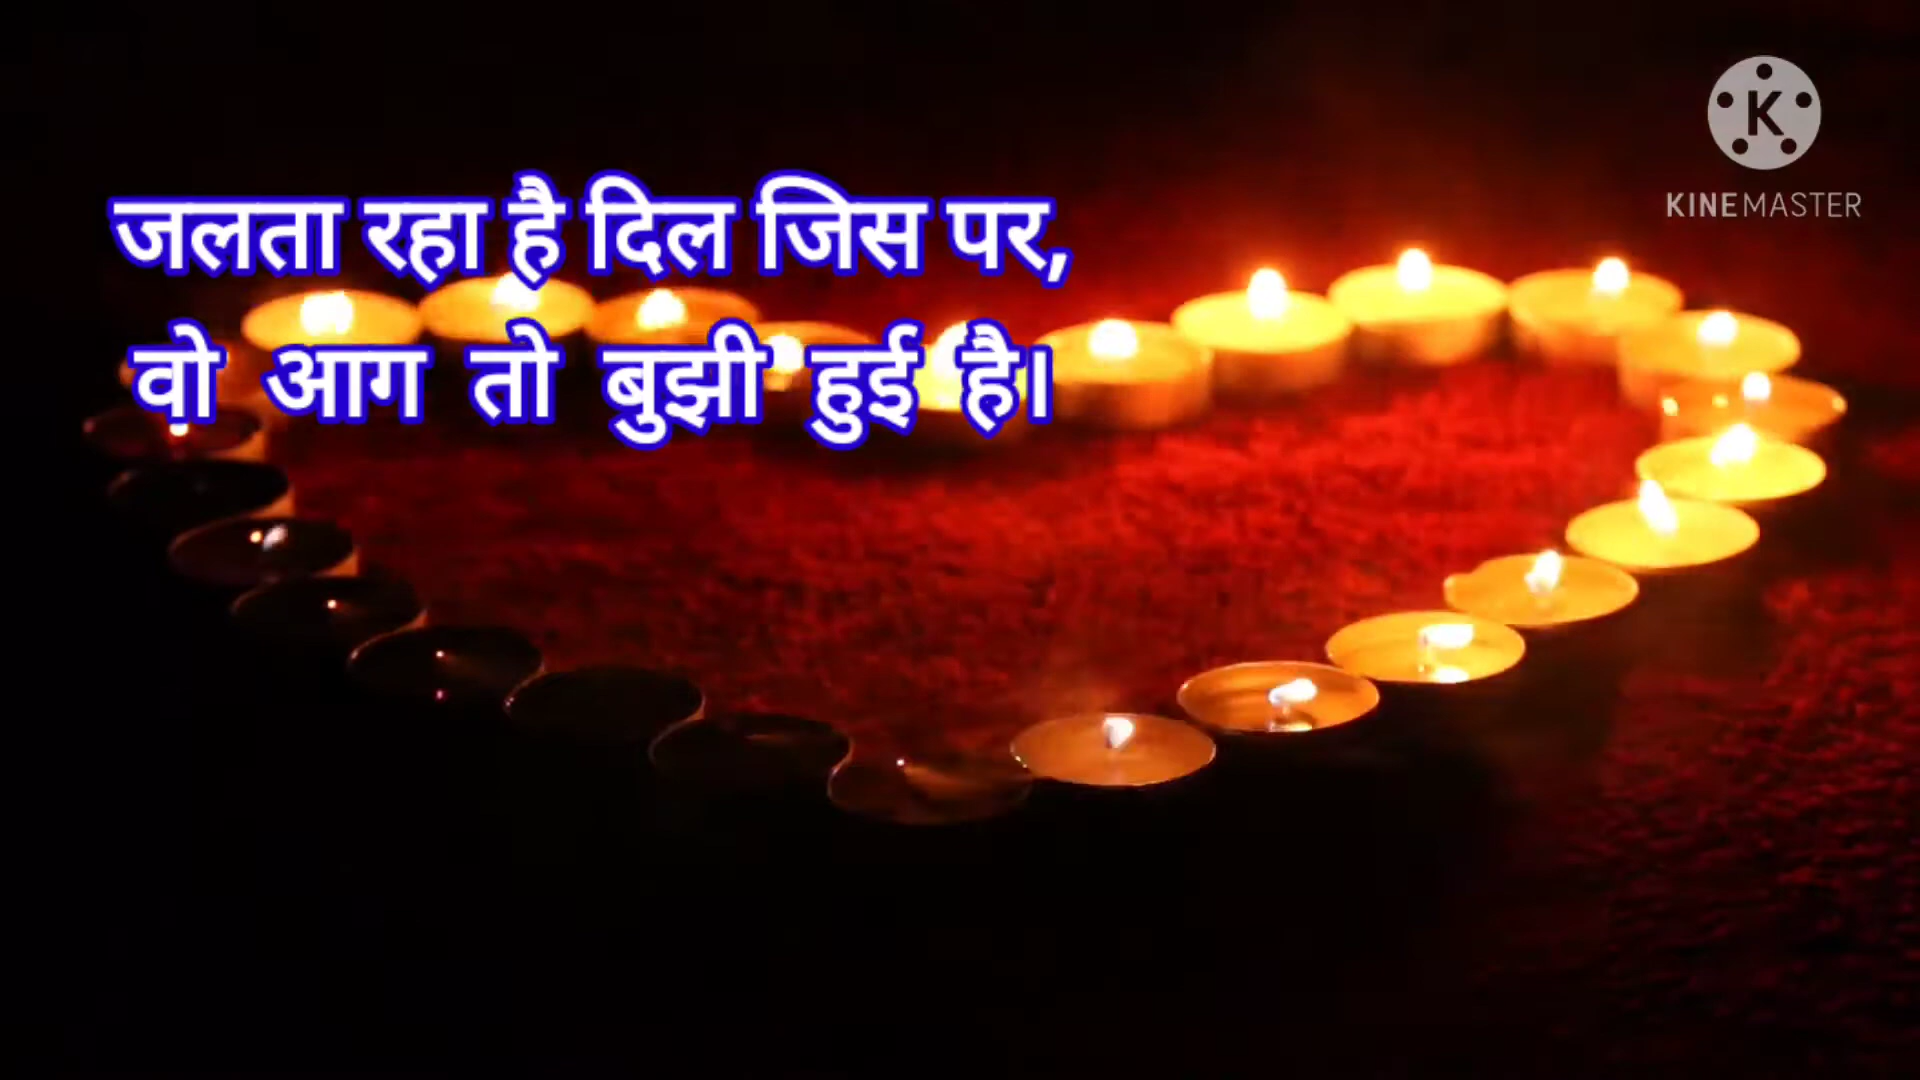 जलता रहा है दिल जिस पर,
वो आग तो बुझी हुई है।
KINEMASTER